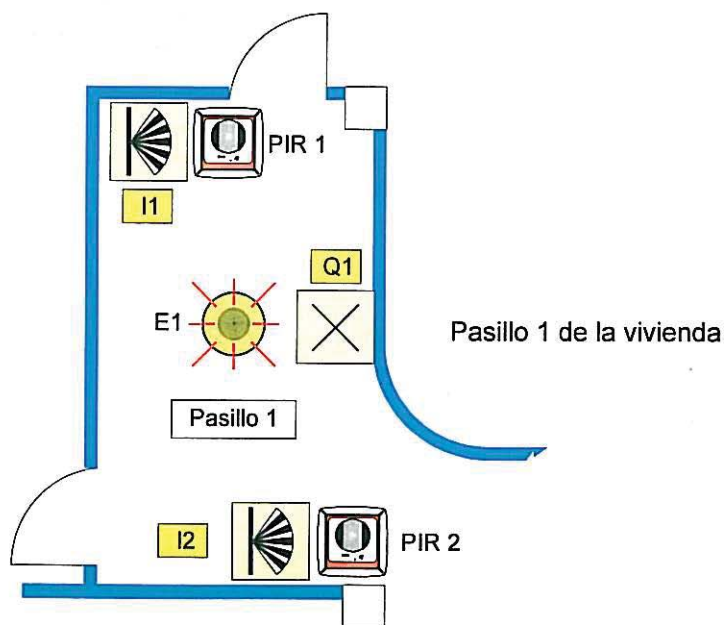 PIR 1
I1
Q1
E1
Pasillo 1 de la vivienda
Pasillo 1
I2
PIR 2